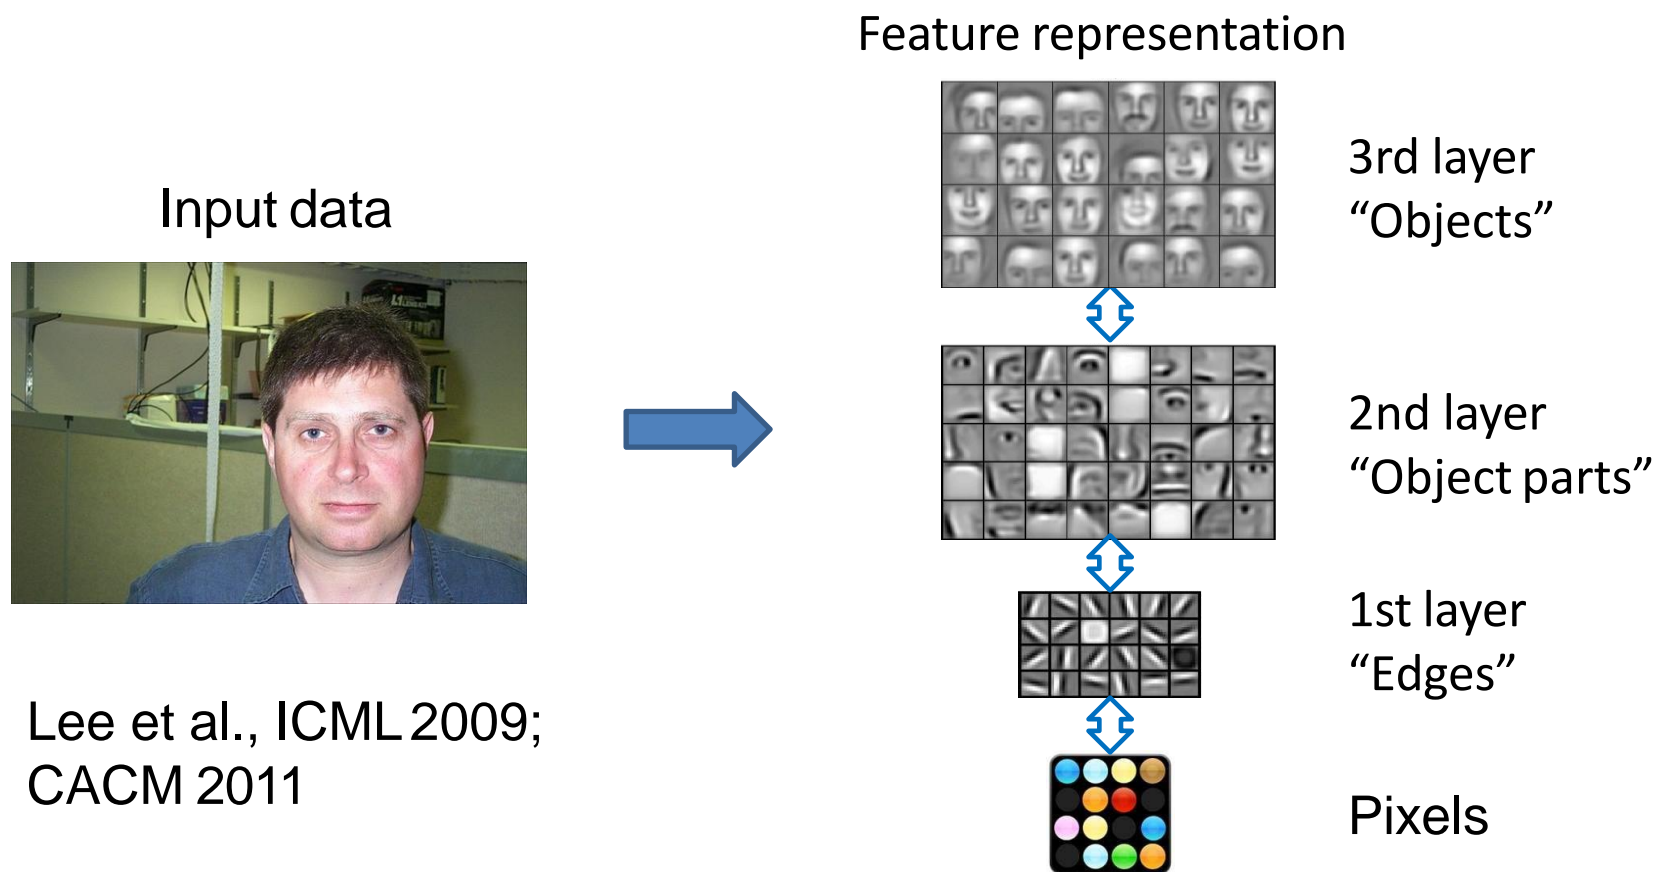 Feature representation
Input data
3rd layer
“Objects”
2nd layer
“Object parts”
1st layer
“Edges”
Lee et al., ICML 2009;
CACM 2011
Pixels